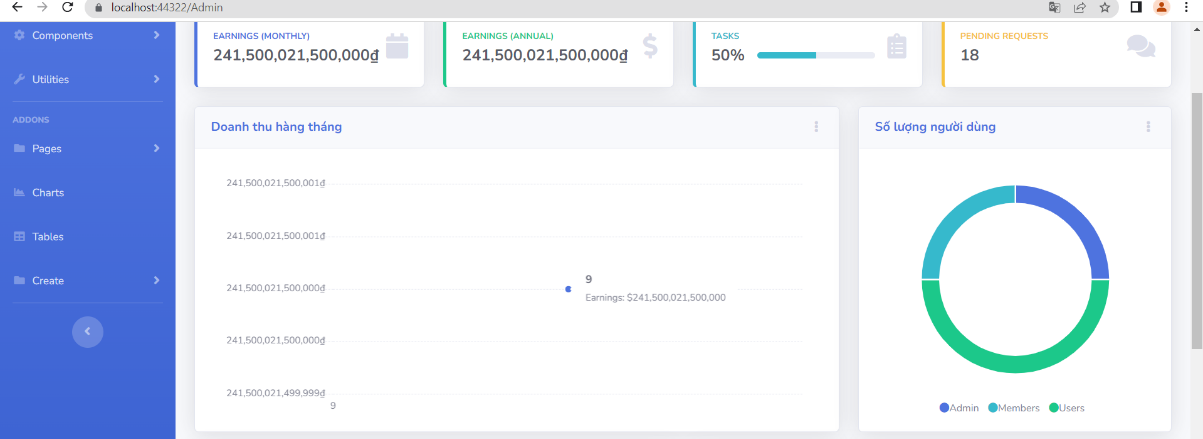 localhost:44322/Admin
Components
Utilities
ADDONS
Pages
Charts
Tables
Create
EARNINGS (MONTHLY)
241,500,021,500,000₫
EARNINGS (ANNUAL)
241,500,021,500,000₫
TASKS
50%
PENDING REQUESTS
18
Doanh thu hàng tháng
241,500,021,500,001₫
241,500,021,500,001₫
241,500,021,500,000₫
241,500,021,500,000₫
241,500,021,499,999₫
9
9
Earnings: $241,500,021,500,000
Số lượng người dùng
Admin Members Users